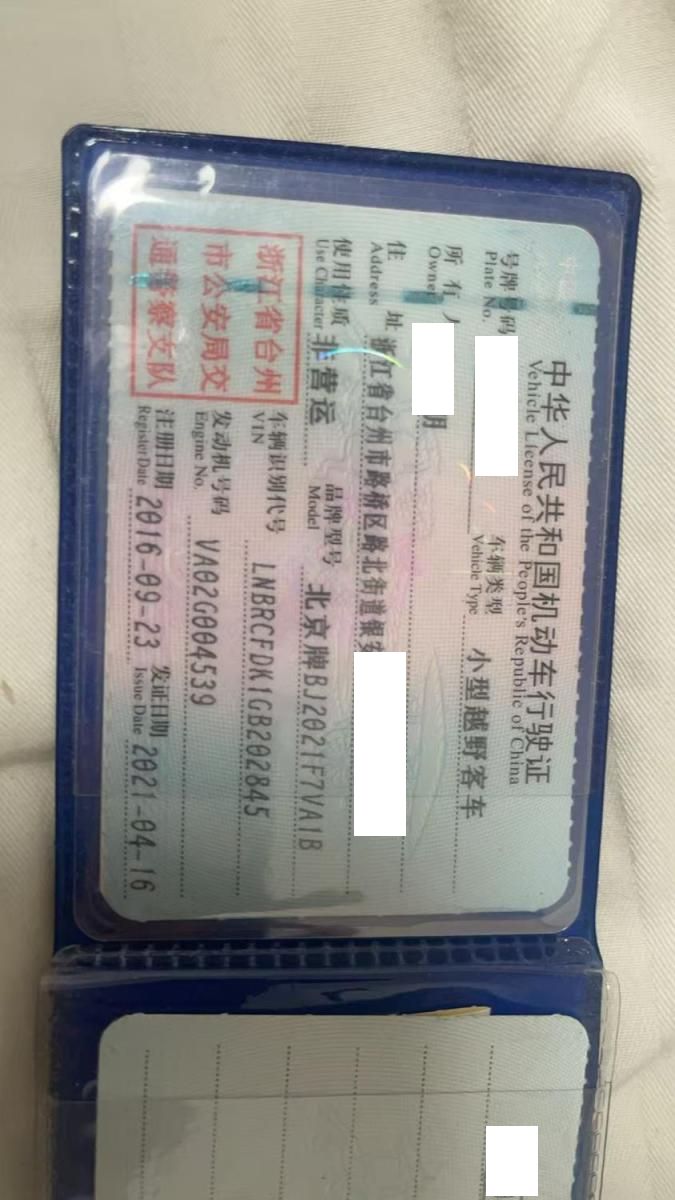 中华人民共和国机动车行驶证
Vehicle License of the People's Republic of China
号牌号码
Plate No.
车辆类型 小型越野客车
Vehicle Type
所有人
Owner
明
住址 浙江省台州市路桥区路北街道银安
Address
使用性质 非营运
Use Character
品牌型号 北京牌BJ2021F7VA1B
Model
浙江省台州
市公安局交
通警察支队
车辆识别代号 LNBRCFDK1GB202845
VIN
发动机号码 VA02G004539
Engine No.
注册日期 2016-09-23
Register Date
发证日期 2021-04-16
Issue Date